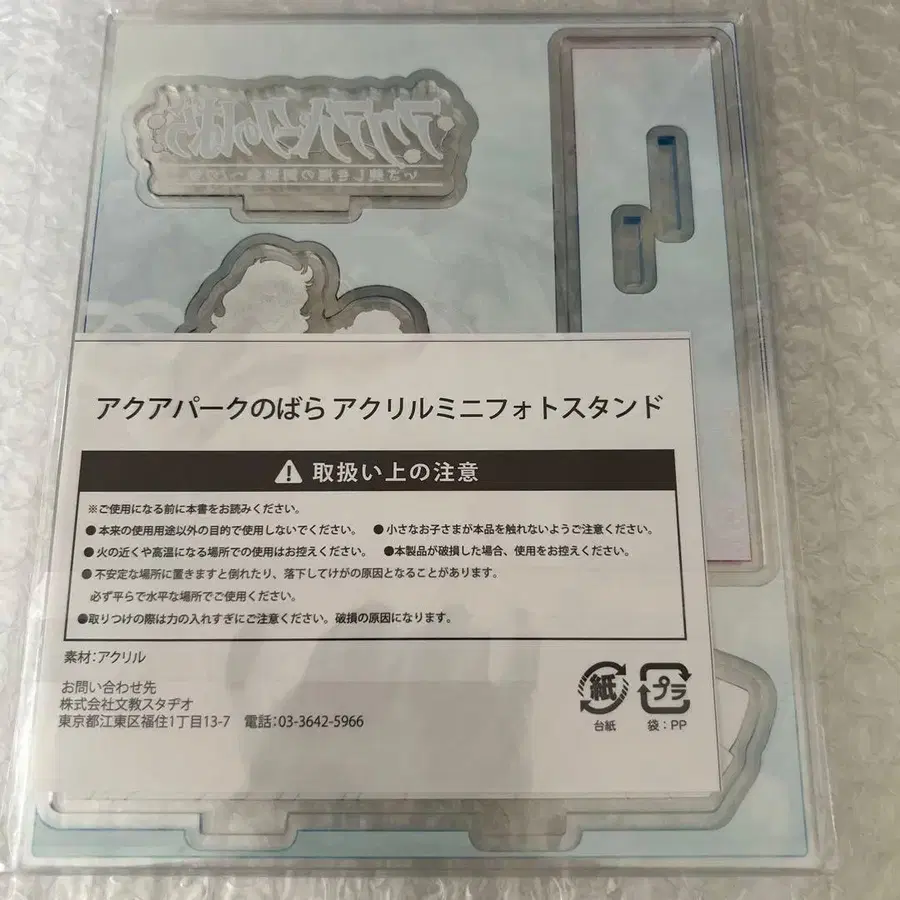 アクアパークのばら
アクアパークのばら アクリルミニフォトスタンド
取扱い上の注意
※ご使用になる前に本書をお読みください。
●本来の使用用途以外の目的で使用しないでください。 ●小さなお子さまが本品を触れないようご注意ください。
●火の近くや高温になる場所での使用はお控えください。 ●本製品が破損した場合、使用をお控えください。
●不安定な場所に置きますと倒れたり、落下してけがの原因となることがあります。
必ず平らで水平な場所でご使用ください。
●取りつけの際は力の入れすぎにご注意ください。破損の原因になります。
素材：アクリル
お問い合わせ先
株式会社文教スタヂオ
東京都江東区福住1丁目13-7 電話：03-3642-5966
紙 プラ
台紙 袋：PP